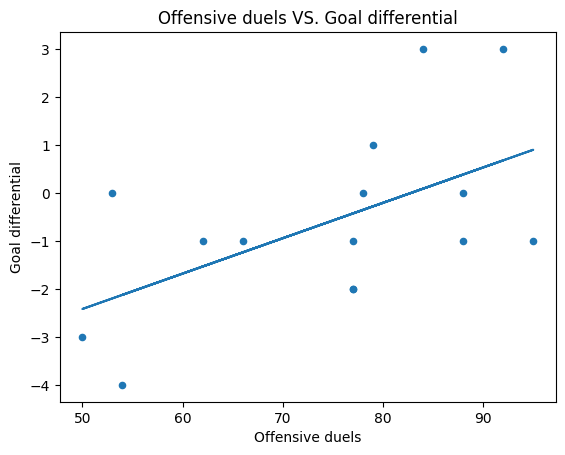 Offensive duels VS. Goal differential
3
2
1
0
−1
−2
−3
−4
Goal differential
50 60 70 80 90
Offensive duels